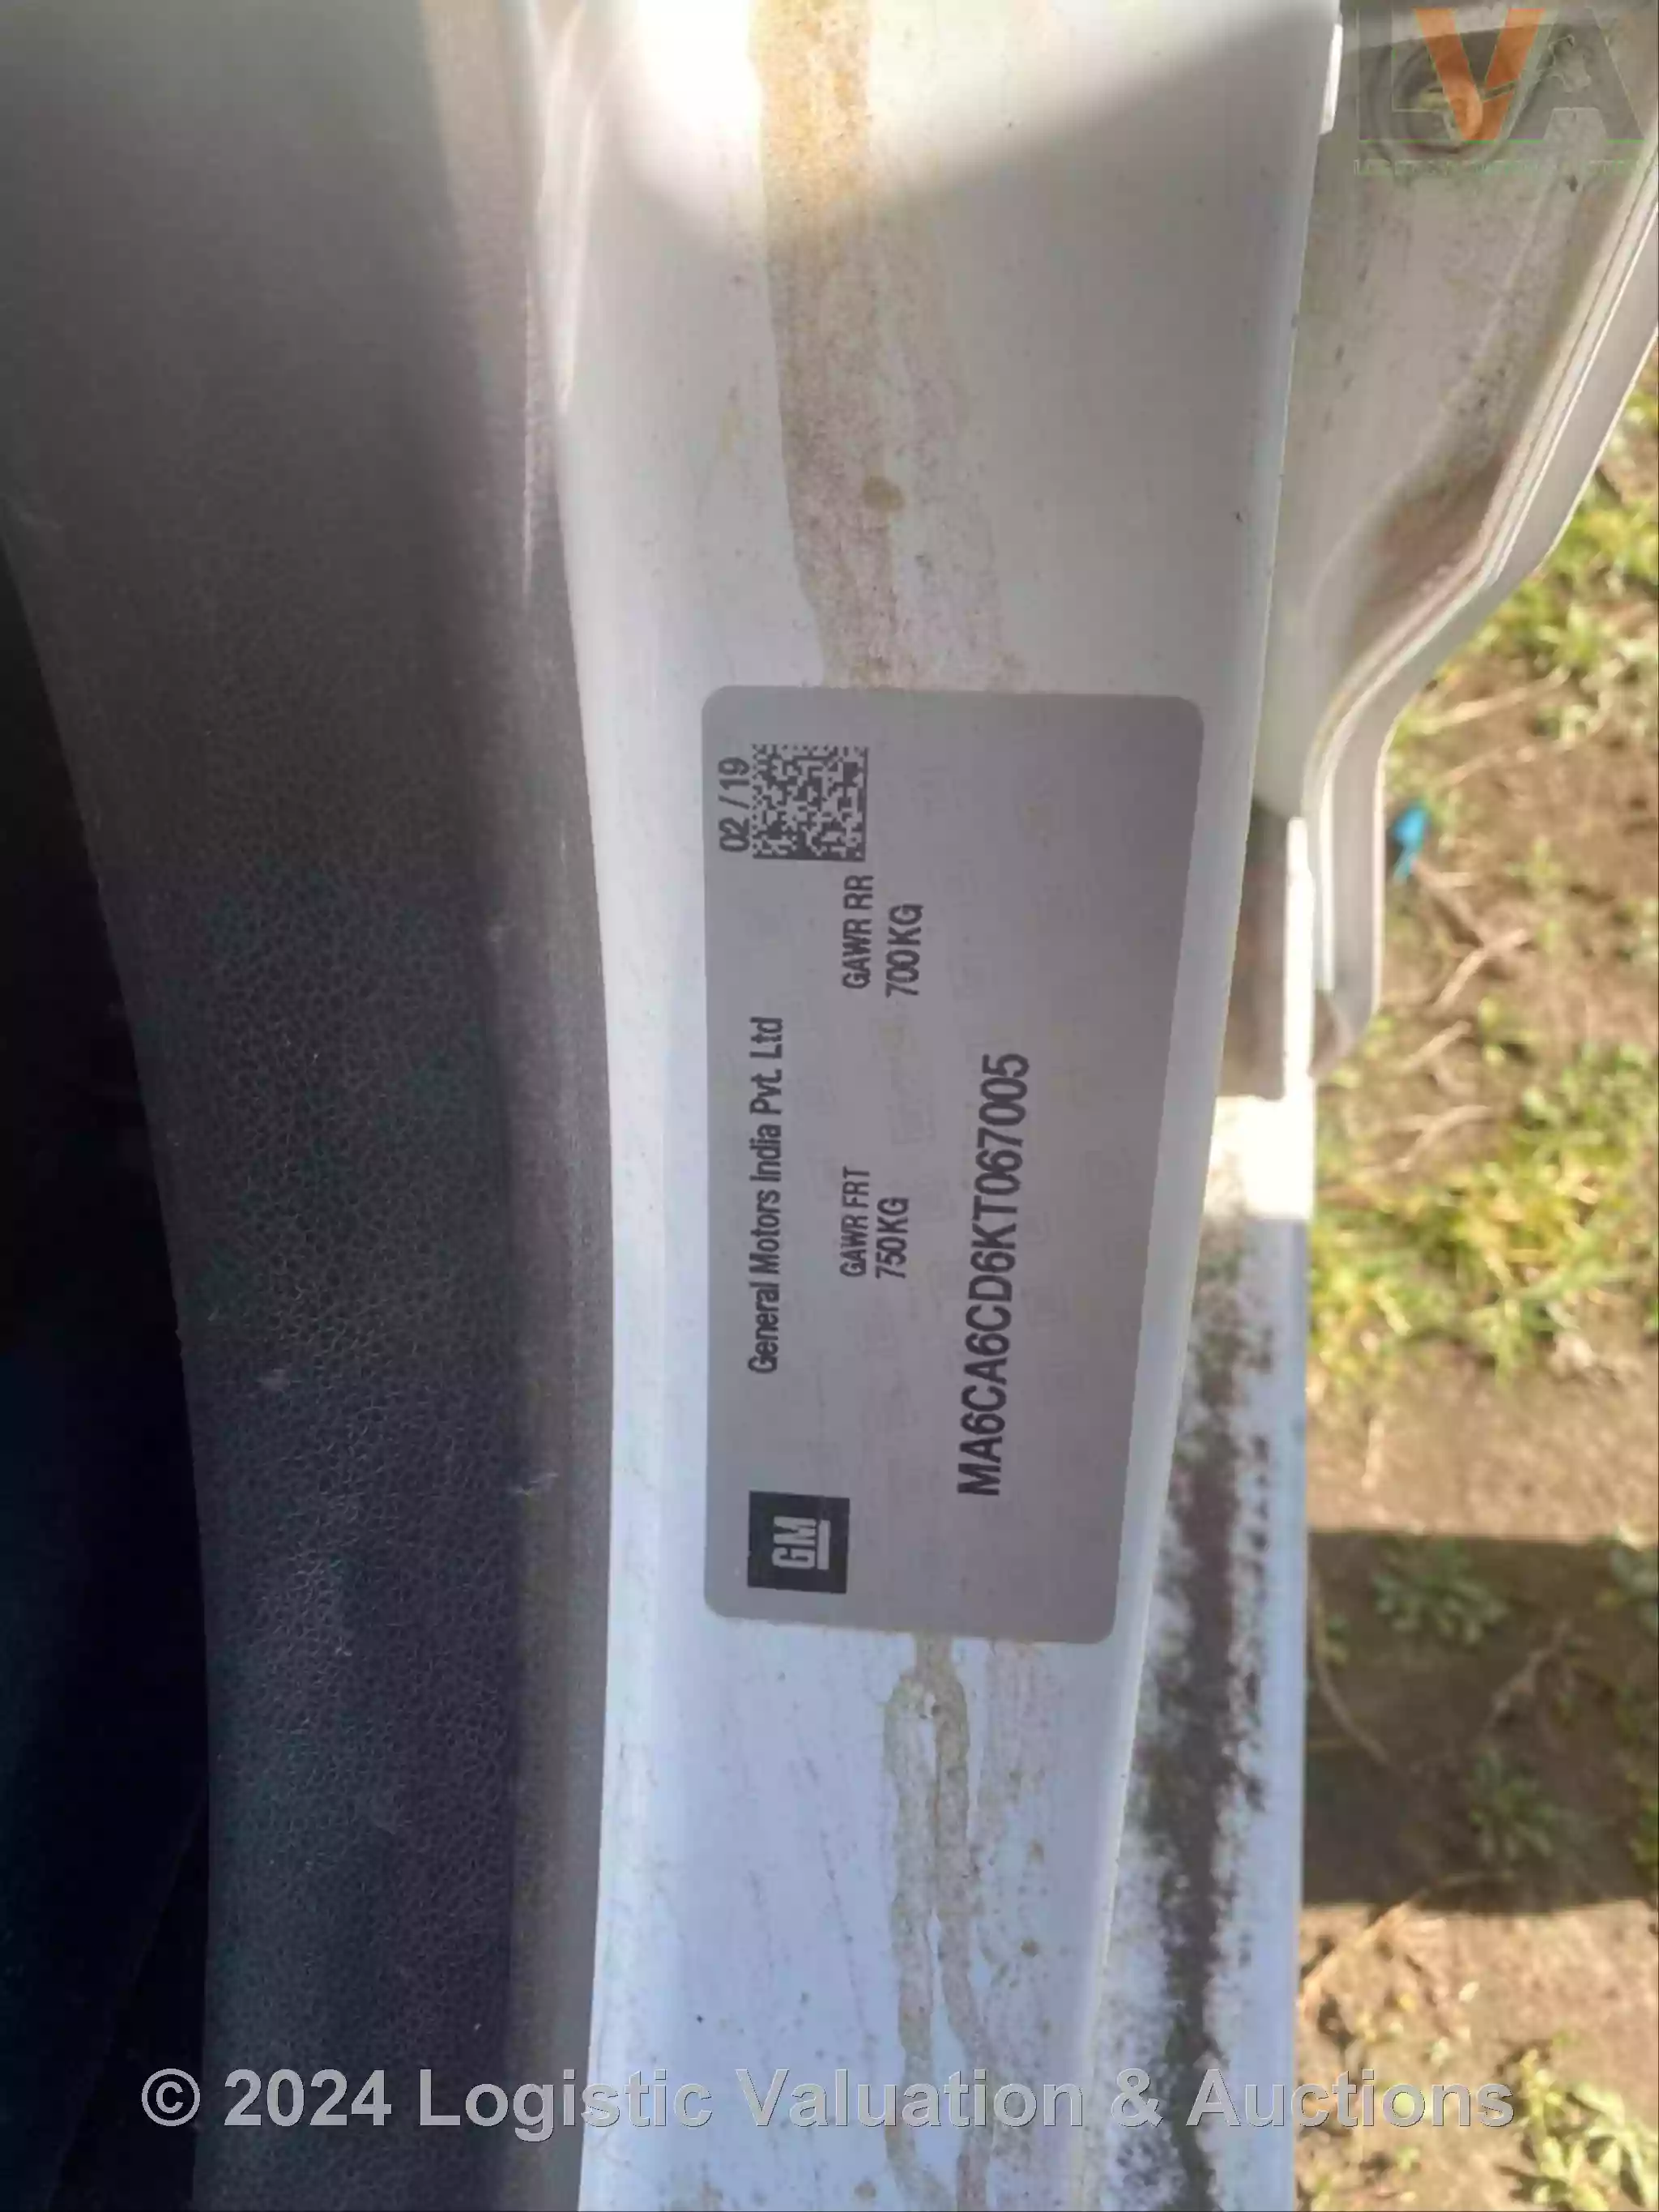 02 / 19
General Motors India Pvt. Ltd
GM
GAWR FRT
750KG
GAWR RR
700KG
MA6CA6CD6KT067005
LVA
© 2024 Logistic Valuation & Auctions